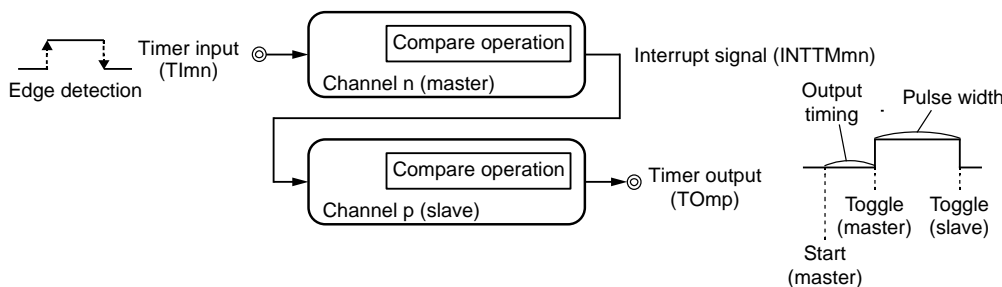 Edge detection
Timer input
(TImn)
Compare operation
Channel n (master)
Interrupt signal (INTTMmn)
Compare operation
Channel p (slave)
Timer output
(TOmp)
Output
timing
Pulse width
Toggle
(master)
Toggle
(slave)
Start
(master)